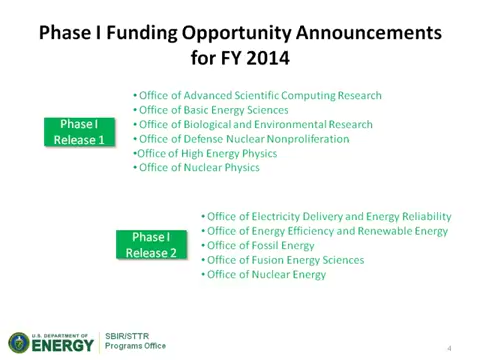 Phase I Funding Opportunity Announcements
for FY 2014
• Office of Advanced Scientific Computing Research
• Office of Basic Energy Sciences
• Office of Biological and Environmental Research
• Office of Defense Nuclear Nonproliferation
•Office of High Energy Physics
• Office of Nuclear Physics
Phase I
Release 1
• Office of Electricity Delivery and Energy Reliability
• Office of Energy Efficiency and Renewable Energy
• Office of Fossil Energy
• Office of Fusion Energy Sciences
• Office of Nuclear Energy
Phase I
Release 2
U.S. DEPARTMENT OF
ENERGY
SBIR/STTR
Programs Office
4